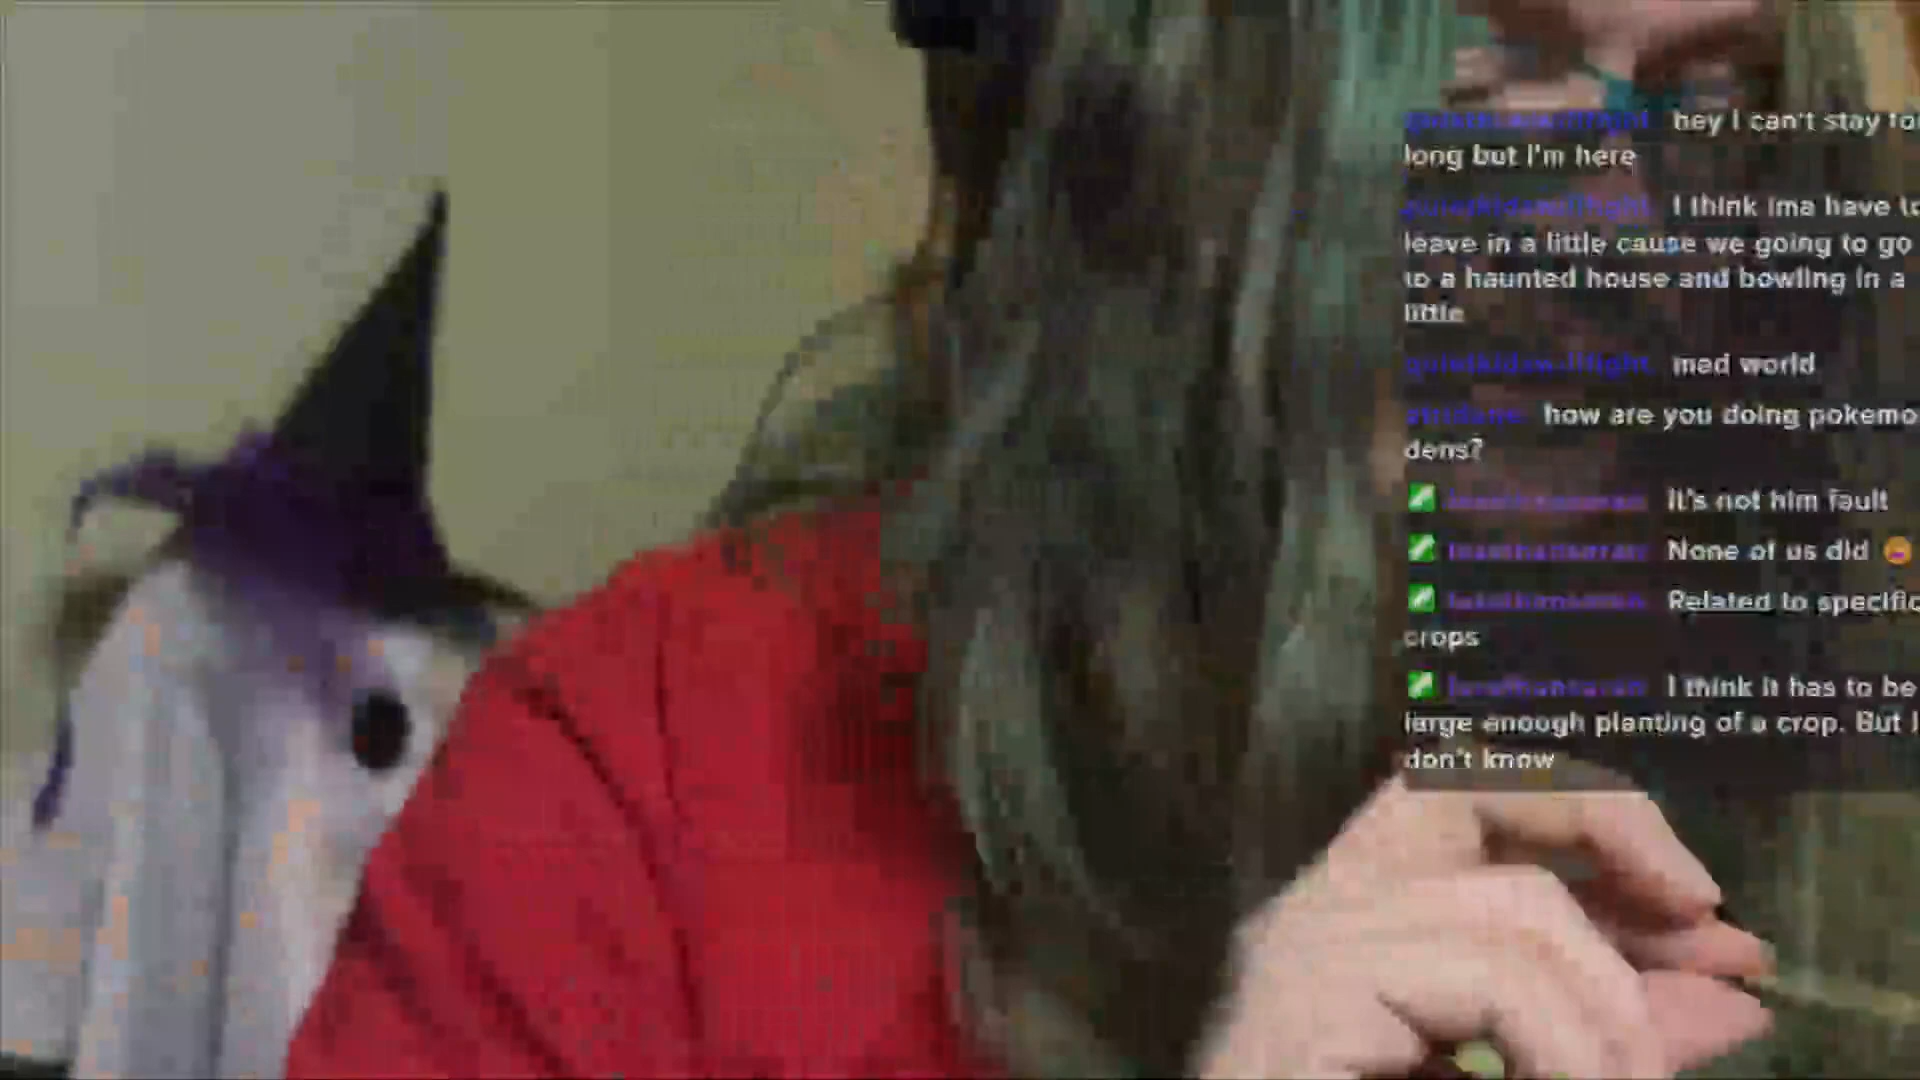 hey I can't stay
long but I'm here
I think ima have to
leave in a little cause we going to go
to a haunted house and bowling in a
little
mad world
how are you doing pokemo
dens?
It's not him fault
None of us did
Related to specific
crops
I think it has to be
large enough planting of a crop. But I
don't know